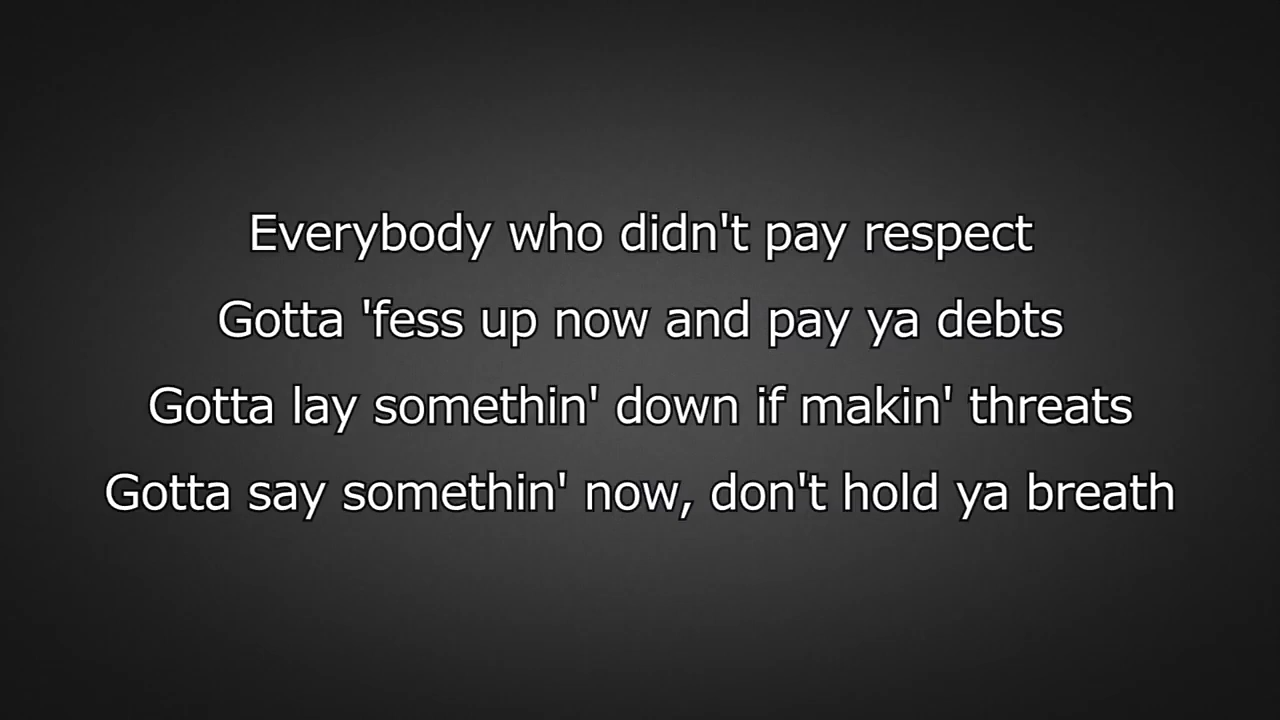 Everybody who didn't pay respect
Gotta 'fess up now and pay ya debts
Gotta lay somethin' down if makin' threats
Gotta say somethin' now, don't hold ya breath